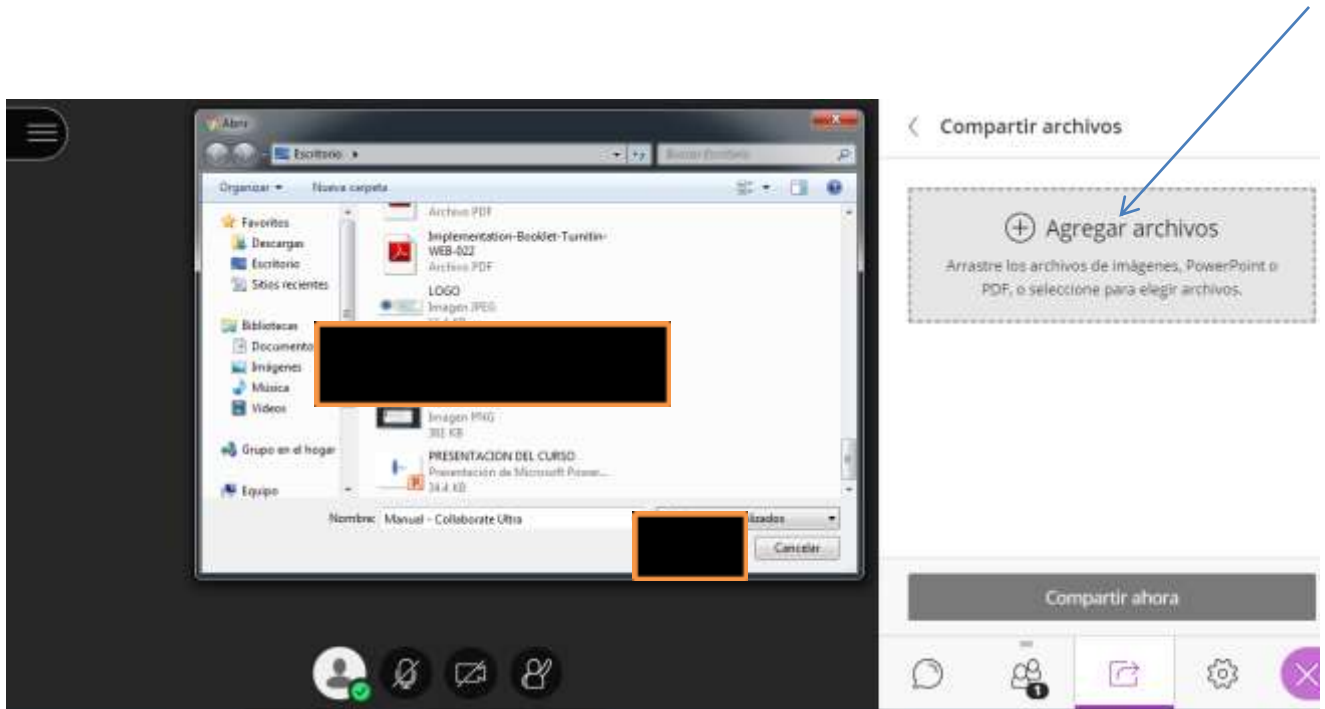 Abrir
Escritorio
Buscar Escritorio
Organizar
Nueva carpeta
Favoritos
Descargas
Escritorio
Sitios recientes
Bibliotecas
Documento
Imágenes
Música
Vídeos
Grupo en el hogar
Equipo
Archivo PDF
Implementation-Booklet-Turnitin-
WEB-022
Archivo PDF
LOGO
Imagen JPEG
Imagen PNG
PRESENTACION DEL CURSO
Presentación de Microsoft Power...
34.4 KB
Nombre: Manual - Collaborate Ultra
lizados
Cancelar
Compartir archivos
Agregar archivos
Arrastre los archivos de imágenes, PowerPoint o
PDF, o seleccione para elegir archivos.
Compartir ahora
1